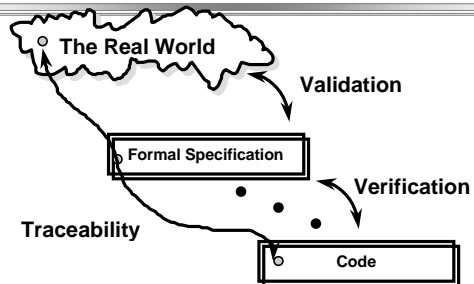 The Real World
Validation
Formal Specification
Verification
Traceability
Code